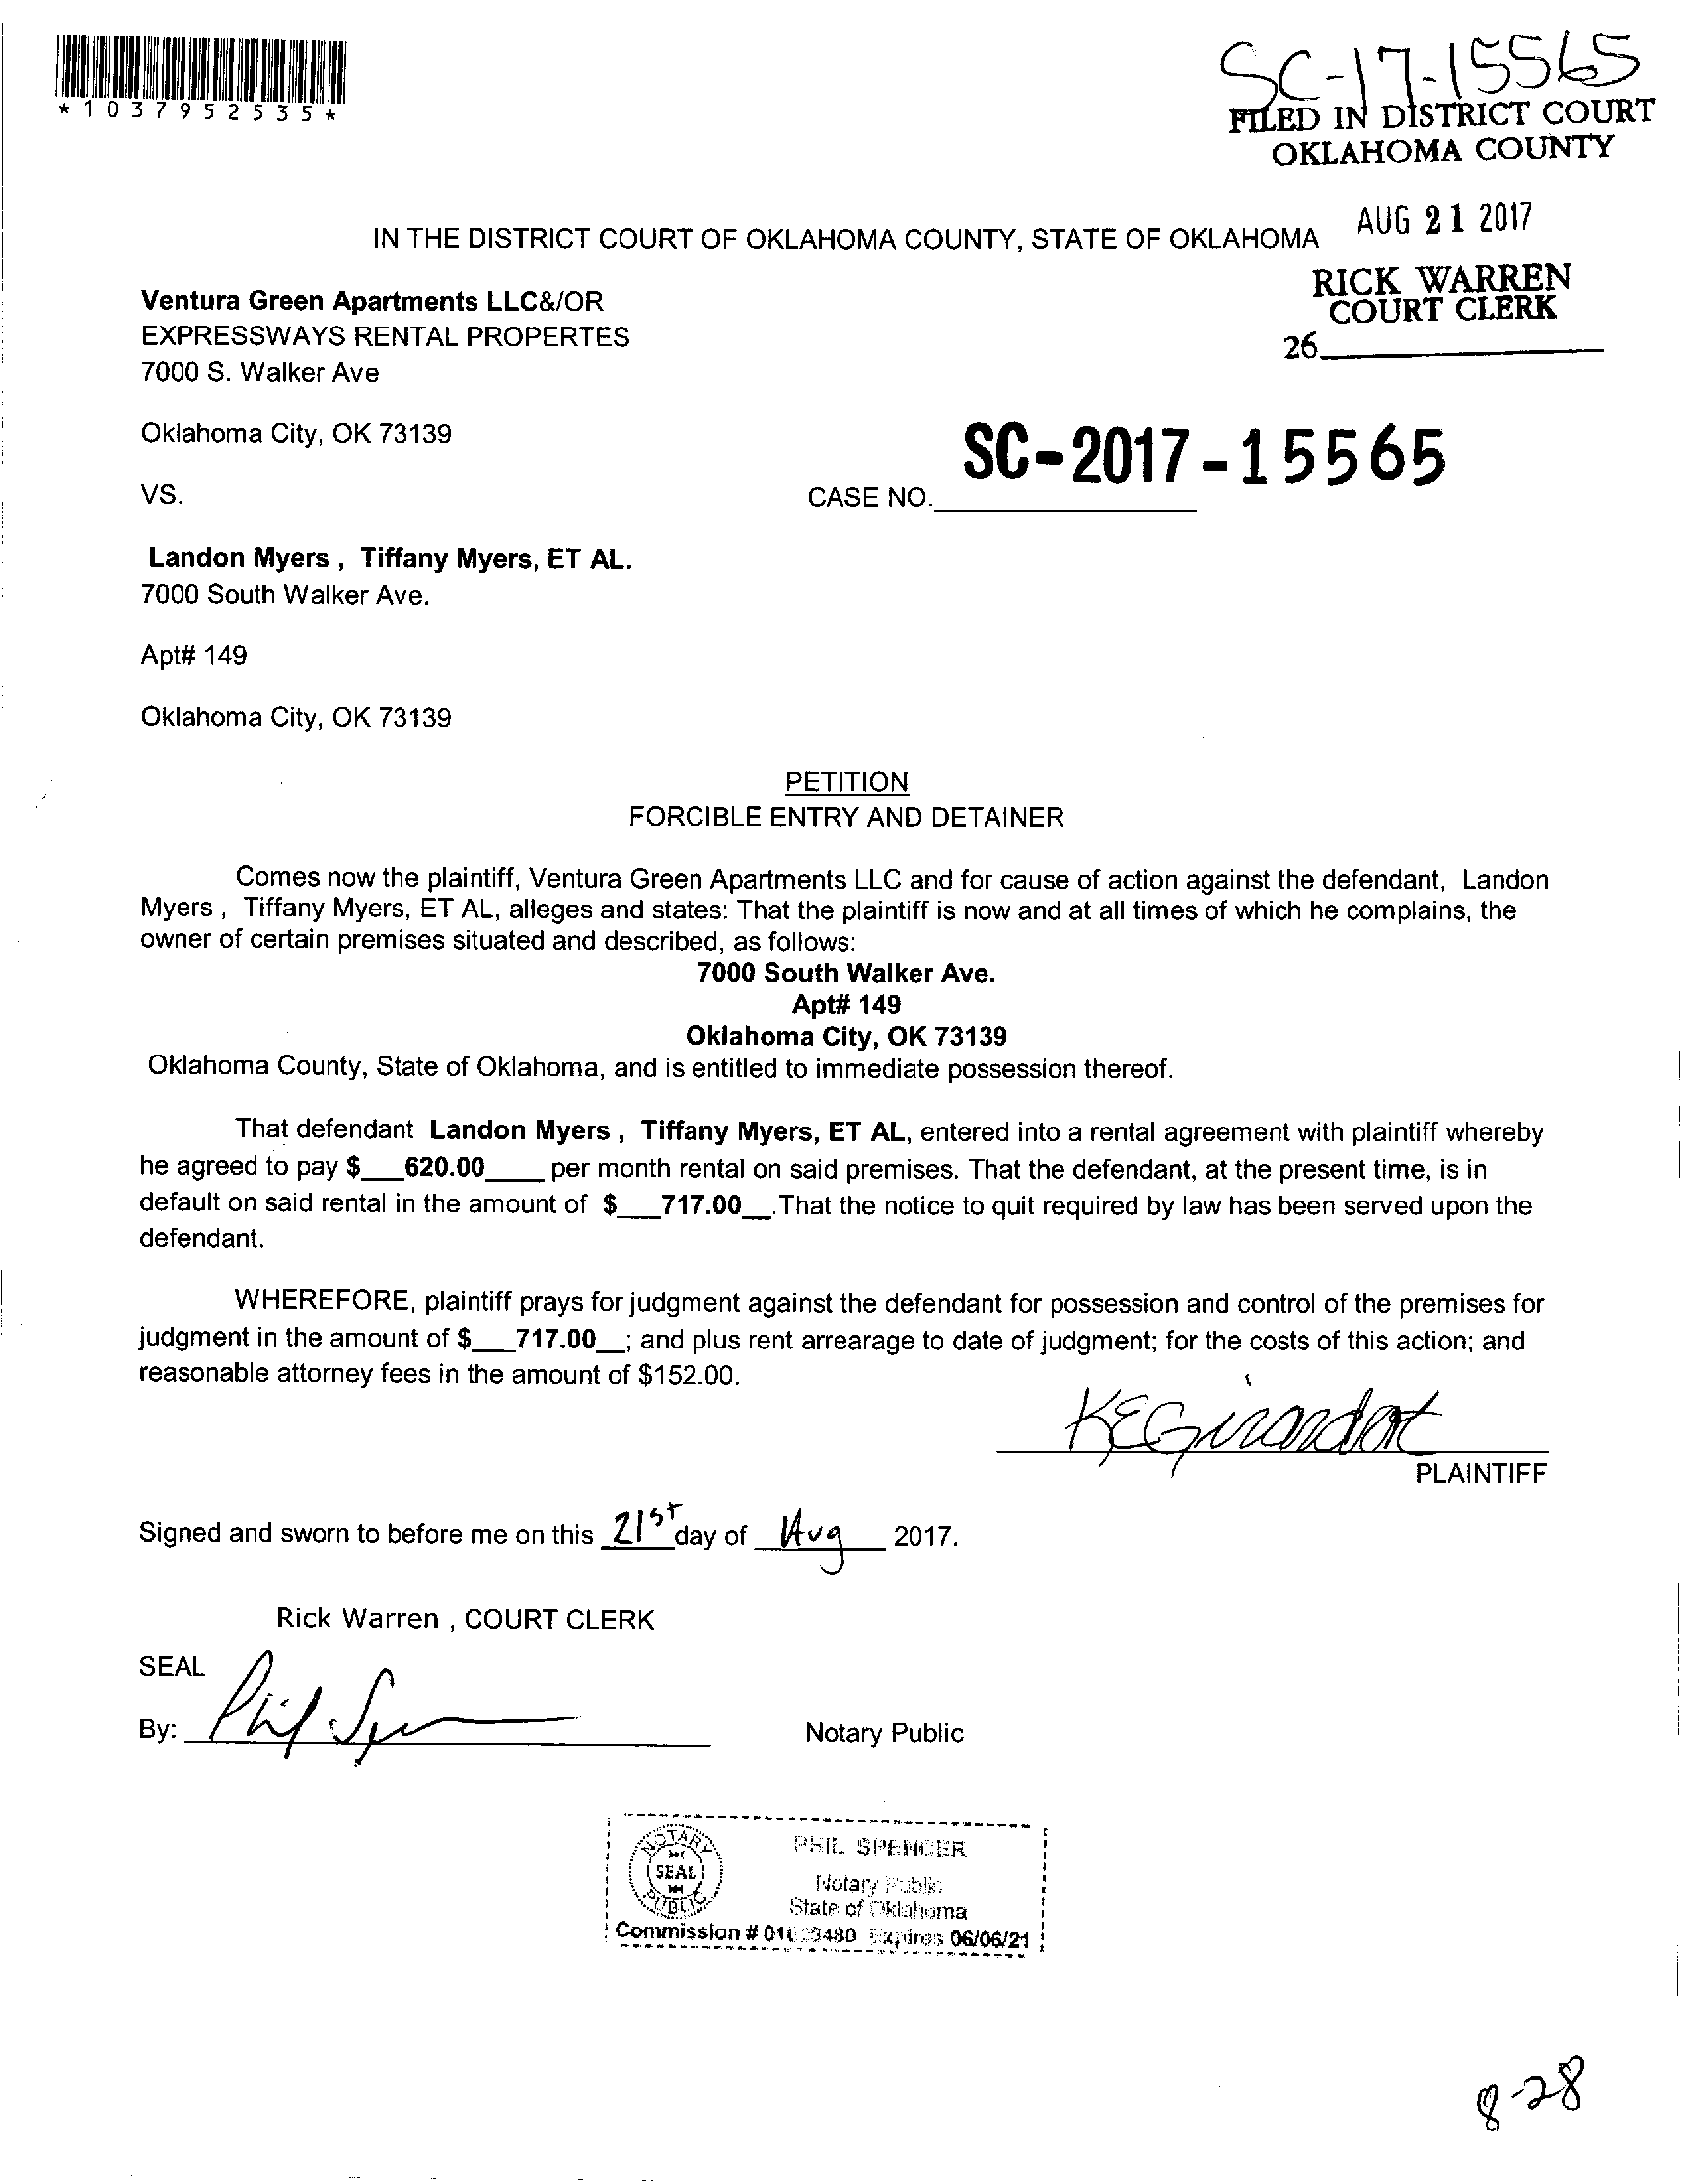 *1037952535*
SC-17-15565
FILED IN DISTRICT COURT
OKLAHOMA COUNTY
AUG 21 2017
IN THE DISTRICT COURT OF OKLAHOMA COUNTY, STATE OF OKLAHOMA
RICK WARREN
COURT CLERK
26
Ventura Green Apartments LLC&/OR
EXPRESSWAYS RENTAL PROPERTES
7000 S. Walker Ave
Oklahoma City, OK 73139
SC-2017-15565
VS.
CASE NO.
Landon Myers , Tiffany Myers, ET AL.
7000 South Walker Ave.
Apt# 149
Oklahoma City, OK 73139
PETITION
FORCIBLE ENTRY AND DETAINER
Comes now the plaintiff, Ventura Green Apartments LLC and for cause of action against the defendant, Landon
Myers , Tiffany Myers, ET AL, alleges and states: That the plaintiff is now and at all times of which he complains, the
owner of certain premises situated and described, as follows:
7000 South Walker Ave.
Apt# 149
Oklahoma City, OK 73139
Oklahoma County, State of Oklahoma, and is entitled to immediate possession thereof.
That defendant Landon Myers , Tiffany Myers, ET AL, entered into a rental agreement with plaintiff whereby
he agreed to pay $___620.00____ per month rental on said premises. That the defendant, at the present time, is in
default on said rental in the amount of $___717.00__.That the notice to quit required by law has been served upon the
defendant.
WHEREFORE, plaintiff prays for judgment against the defendant for possession and control of the premises for
judgment in the amount of $___717.00__; and plus rent arrearage to date of judgment; for the costs of this action; and
reasonable attorney fees in the amount of $152.00.
KEGirardot
PLAINTIFF
Signed and sworn to before me on this 21st day of Aug 2017.
Rick Warren , COURT CLERK
SEAL
By: Phil Spencer
Notary Public
NOTARY
SEAL
PUBLIC
PHIL SPENCER
Notary Public
State of Oklahoma
Commission # Expires 06/06/21
8-28